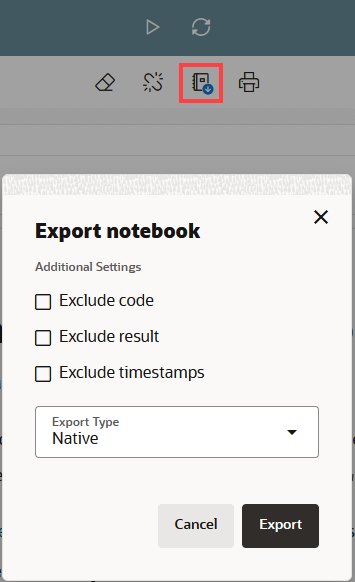 Export notebook
Additional Settings
Exclude code
Exclude result
Exclude timestamps
Export Type
Native
Cancel
Export